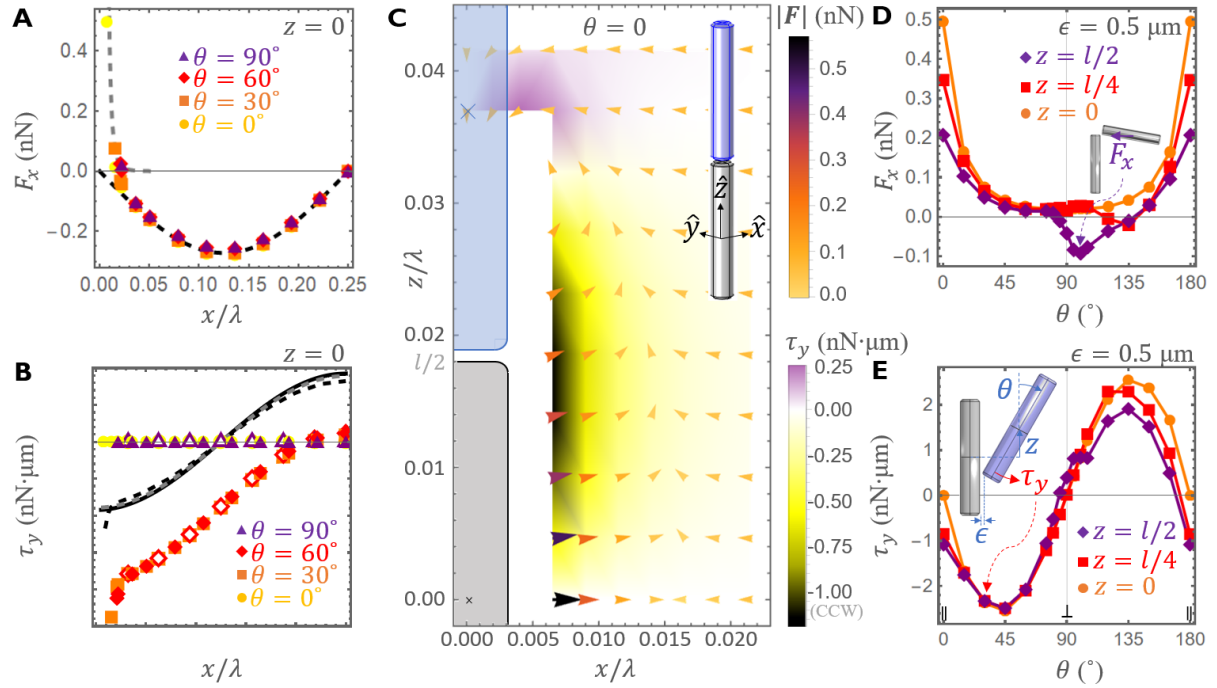 A
z = 0
θ = 90°
θ = 60°
θ = 30°
θ = 0°
F_x (nN)
0.4
0.2
0.0
−0.2
0.00
0.05
0.10
0.15
0.20
0.25
x/λ
B
z = 0
τ_y (nN·μm)
θ = 90°
θ = 60°
θ = 30°
θ = 0°
x/λ
C
θ = 0
z/λ
0.04
0.03
0.02
l/2
0.01
0.00
ẑ
ŷ
x̂
0.000
0.005
0.010
0.015
0.020
x/λ
|F| (nN)
0.5
0.4
0.3
0.2
0.1
0.0
τ_y (nN·μm)
0.25
0.00
-0.25
-0.50
-0.75
-1.00
(CCW)
D
ϵ = 0.5 μm
z = l/2
z = l/4
z = 0
F_x
F_x (nN)
0.5
0.4
0.3
0.2
0.1
0.0
−0.1
0
45
90
135
180
θ (°)
E
ϵ = 0.5 μm
θ
z
τ_y
ϵ
z = l/2
z = l/4
z = 0
τ_y (nN·μm)
2
1
0
−1
−2
∥
⊥
∥
0
45
90
135
180
θ (°)